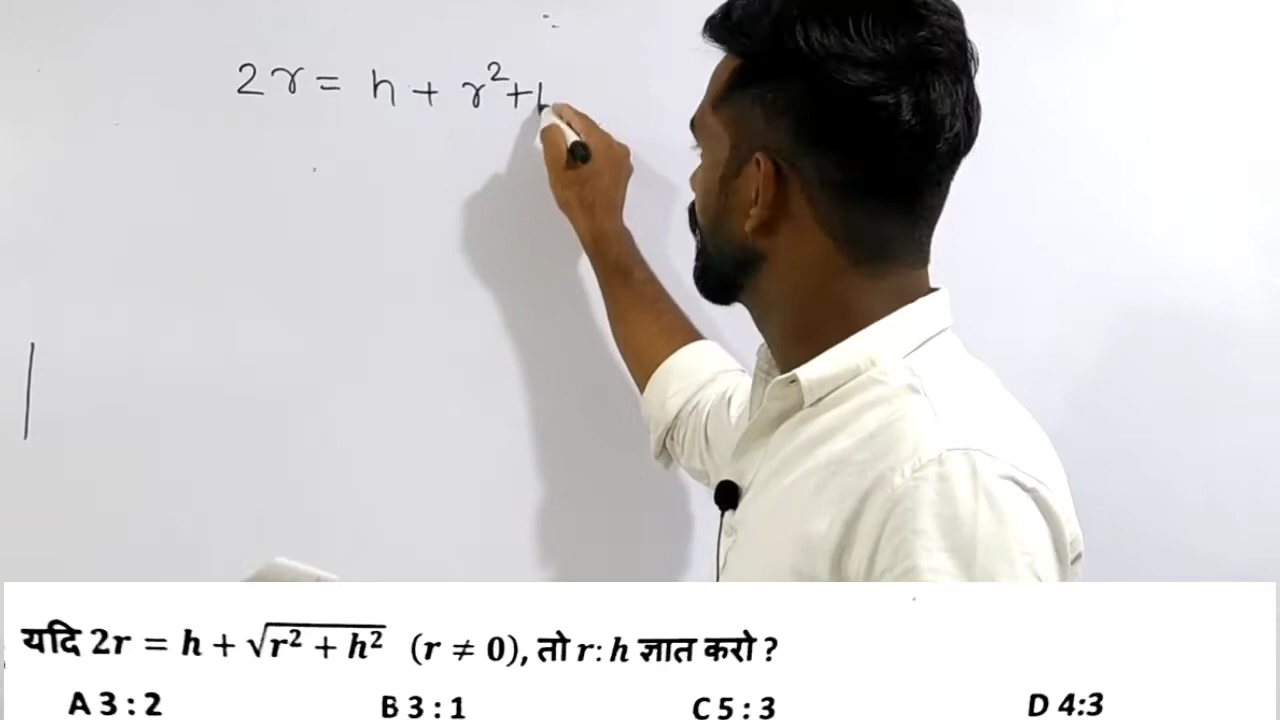 2r = h + r²+
यदि 2r = h + √(r² + h²) (r ≠ 0), तो r: h ज्ञात करो ?
A 3 : 2 B 3 : 1 C 5 : 3 D 4:3